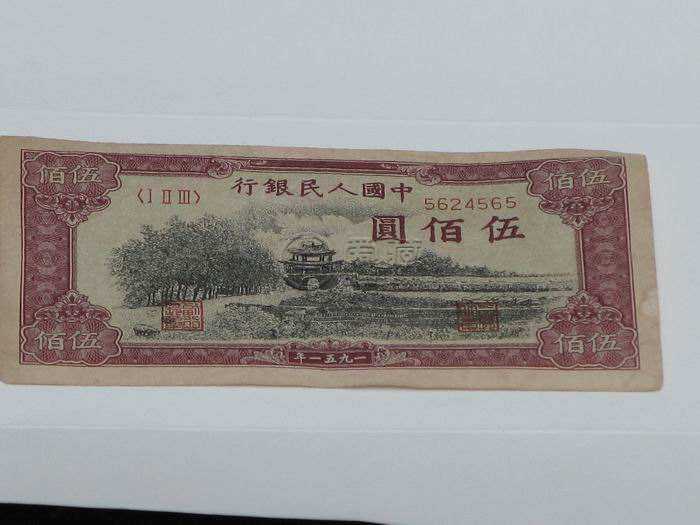 伍佰
伍佰
中國人民銀行
〈I II III〉
5624565
伍佰圓
一九五一年
伍佰
伍佰